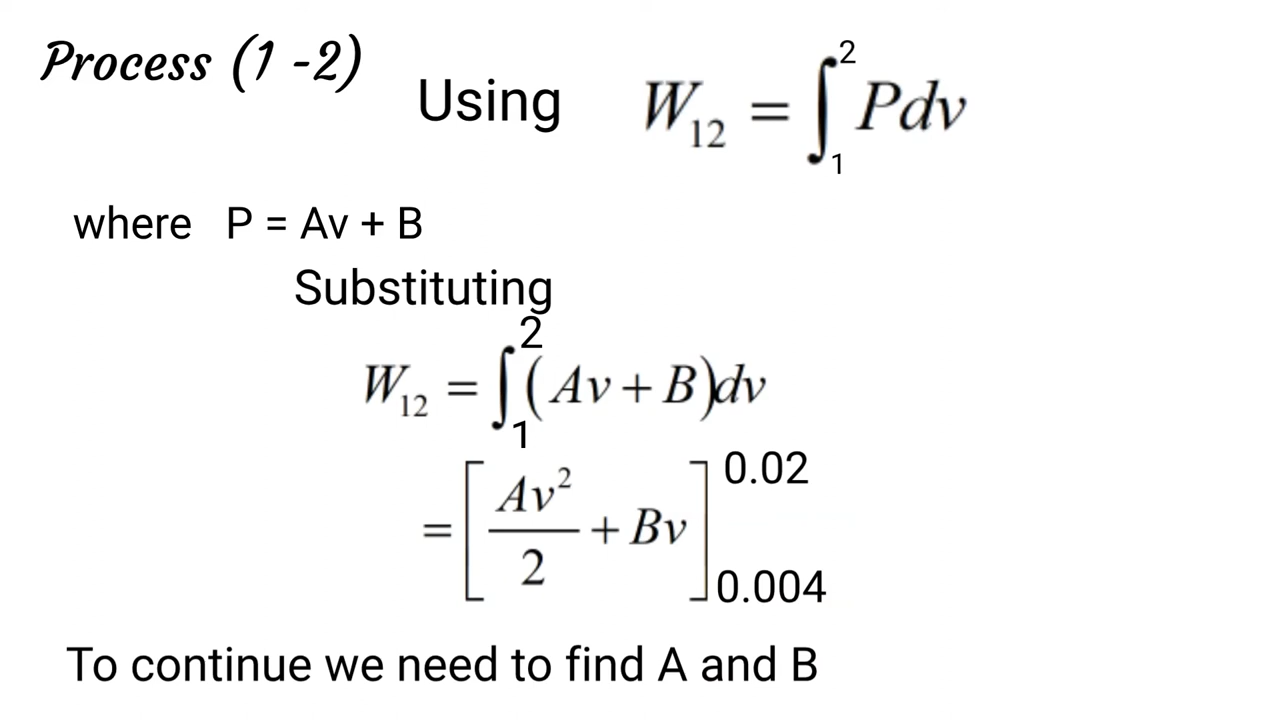 Process (1 -2)
Using W₁₂ = ∫₁² Pdv
where P = Av + B
Substituting
W₁₂ = ∫₁² (Av + B)dv
= [Av²/2 + Bv] 0.02 0.004
To continue we need to find A and B